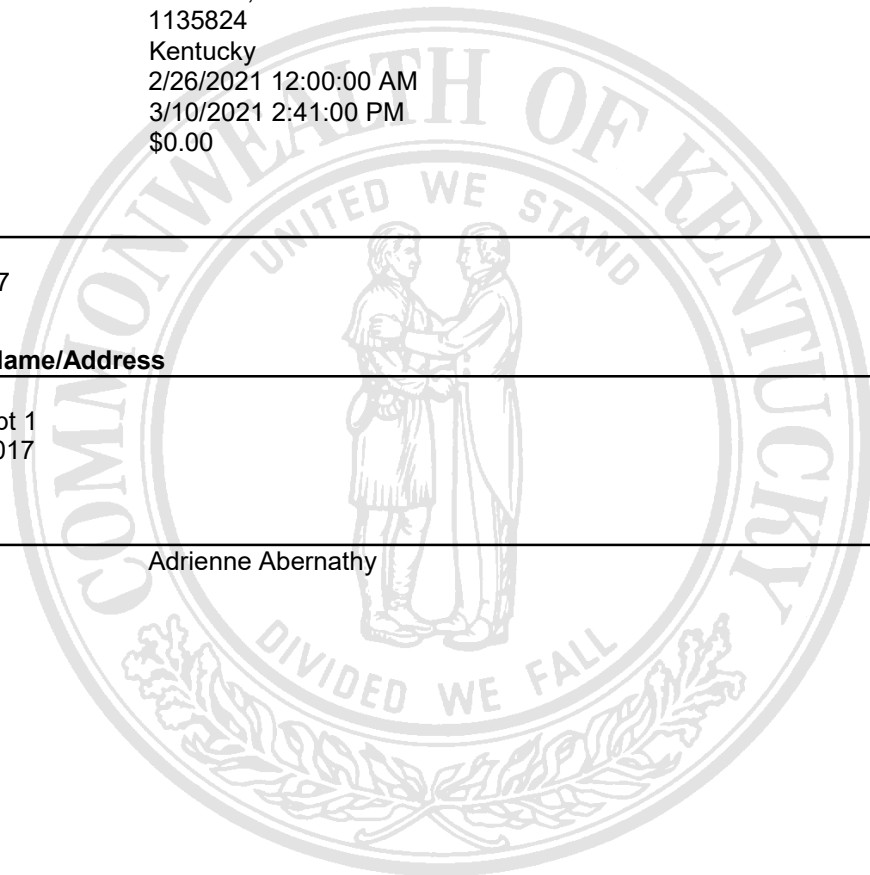 1135824
Kentucky
2/26/2021 12:00:00 AM
3/10/2021 2:41:00 PM
$0.00
7
Name/Address
pt 1
017
Adrienne Abernathy
COMMONWEALTH OF KENTUCKY
UNITED WE STAND
DIVIDED WE FALL